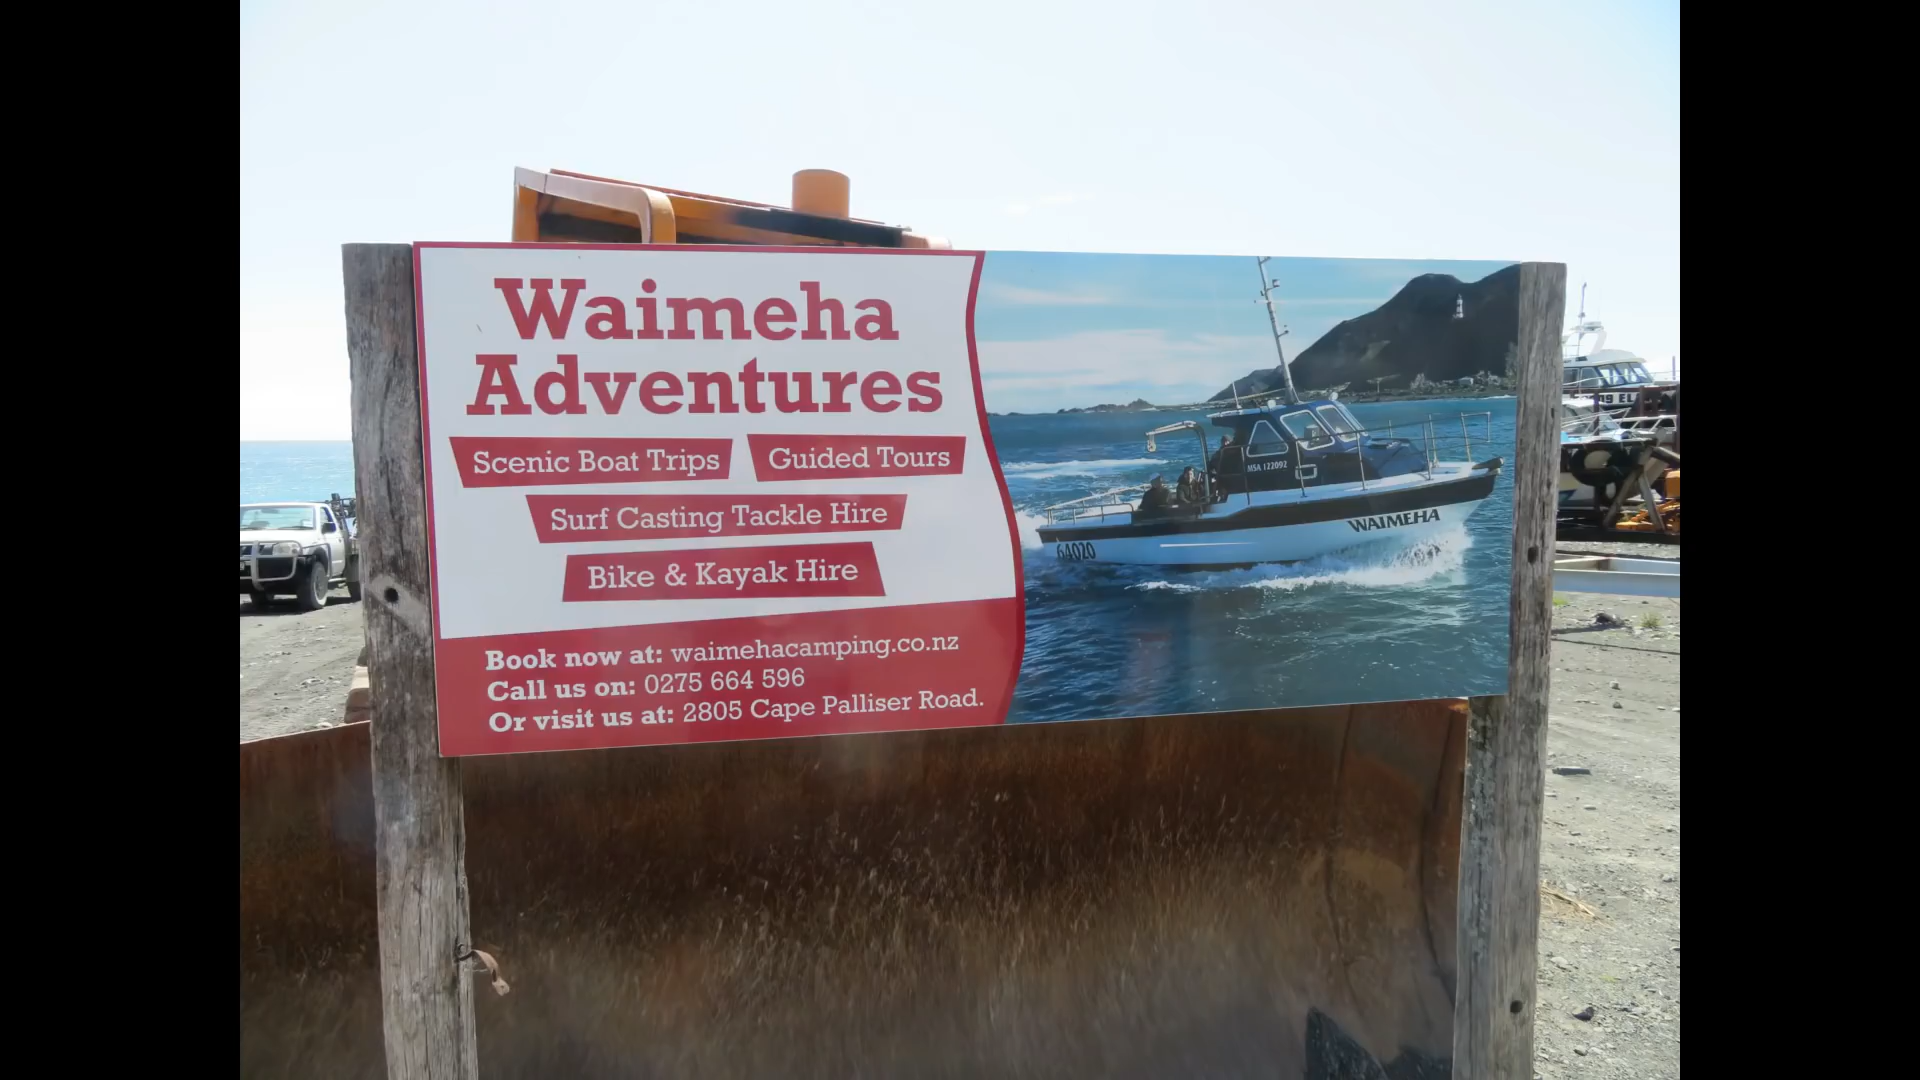 Waimeha
Adventures
Scenic Boat Trips
Guided Tours
Surf Casting Tackle Hire
Bike & Kayak Hire
Book now at: waimehacamping.co.nz
Call us on: 0275 664 596
Or visit us at: 2805 Cape Palliser Road.
MSA 122092
WAIMEHA
64020